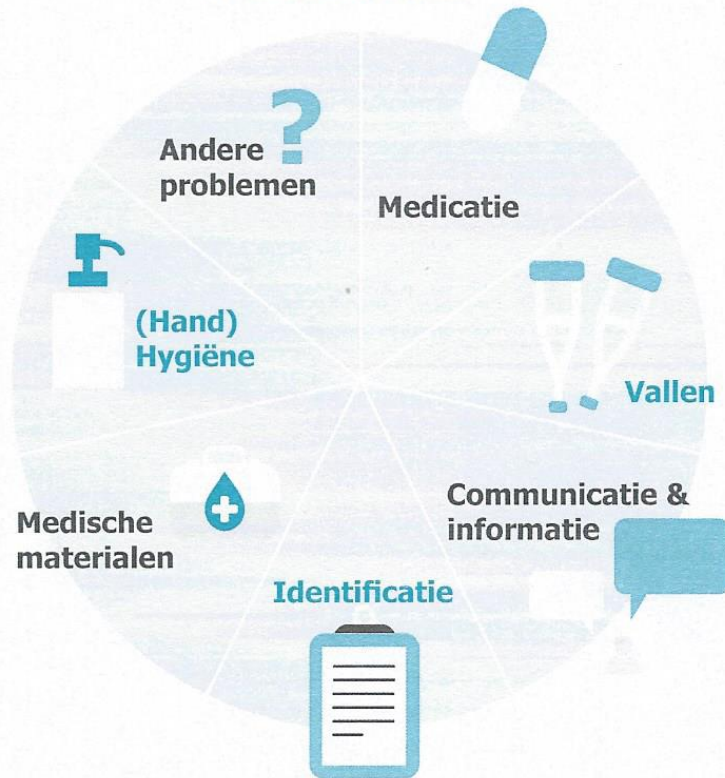 ?
Andere
problemen
Medicatie
(Hand)
Hygiëne
Vallen
Communicatie &
informatie
Medische
materialen
Identificatie